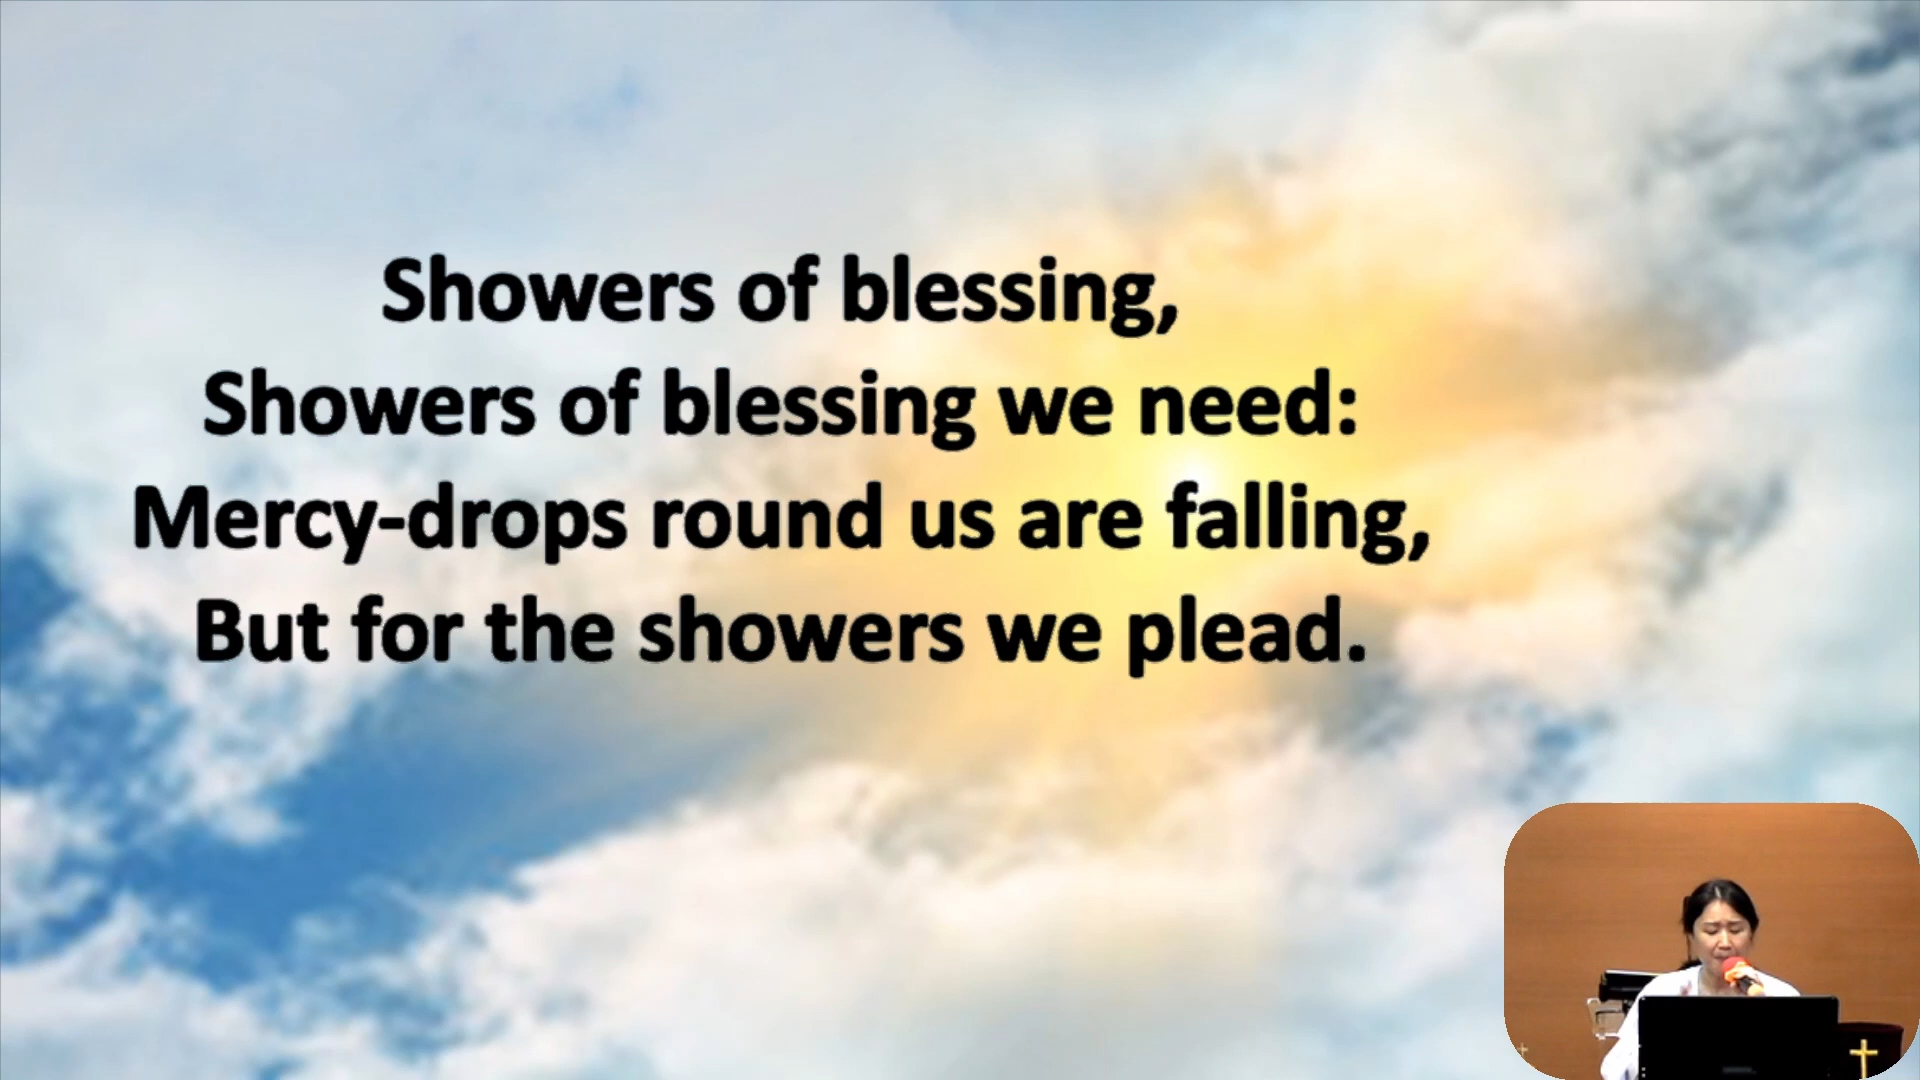 Showers of blessing,
Showers of blessing we need:
Mercy-drops round us are falling,
But for the showers we plead.